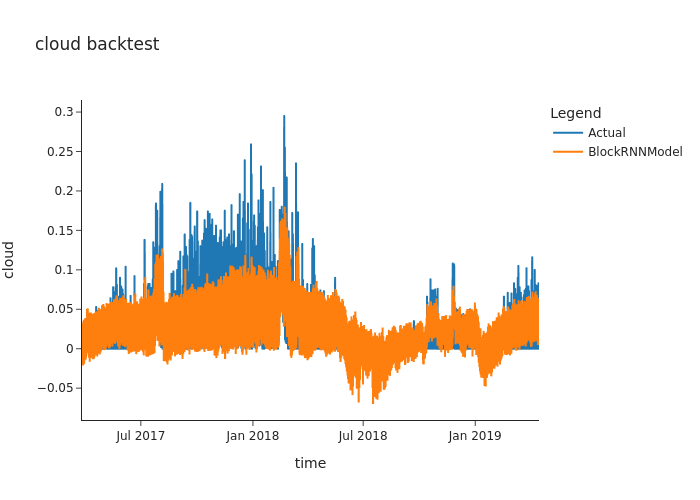 cloud backtest
Legend
Actual
BlockRNNModel
0.3
0.25
0.2
0.15
0.1
0.05
0
−0.05
cloud
Jul 2017
Jan 2018
Jul 2018
Jan 2019
time